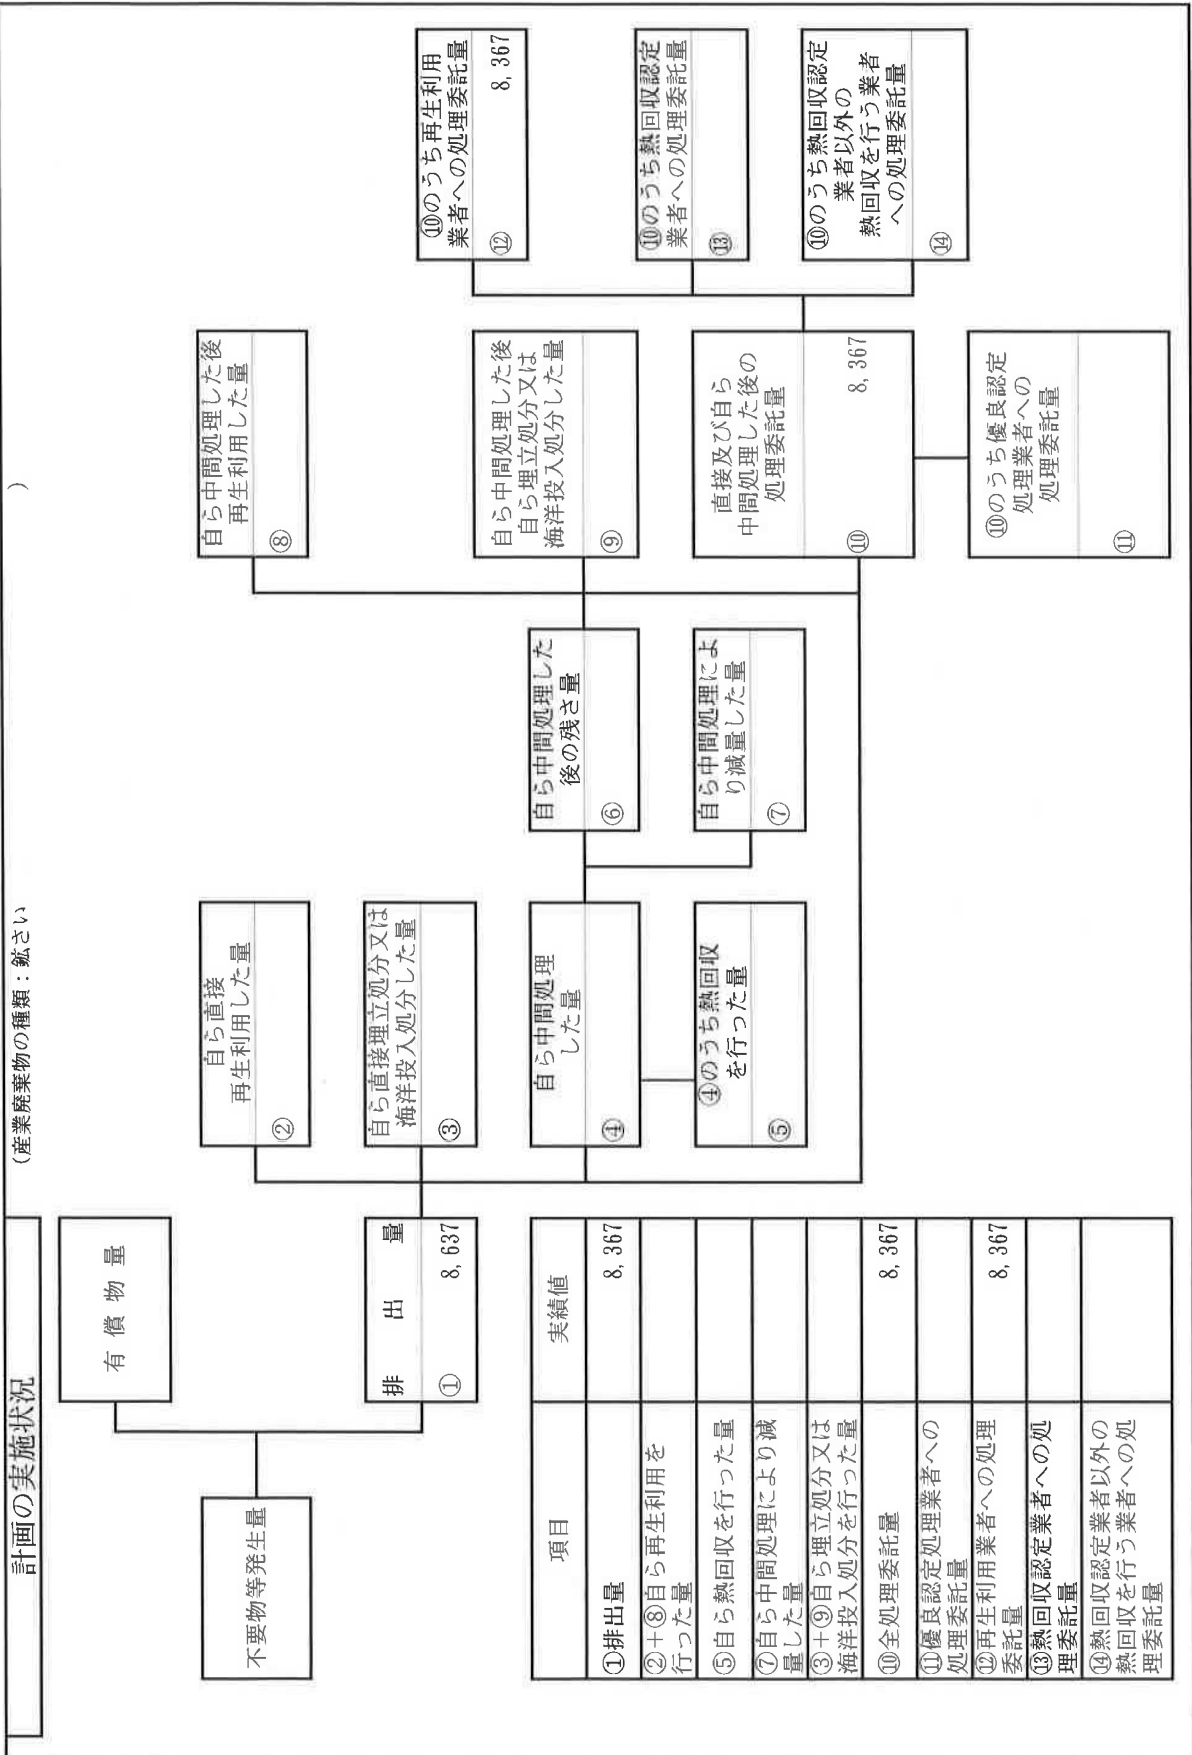 計画の実施状況
（産業廃棄物の種類：鉱さい
）
不要物等発生量
有償物量
排出量
① 8,637
自ら直接
再生利用した量
②
自ら直接埋立処分又は
海洋投入処分した量
③
自ら中間処理
した量
④
④のうち熱回収
を行った量
⑤
自ら中間処理した
後の残さ量
⑥
自ら中間処理によ
り減量した量
⑦
自ら中間処理した後
再生利用した量
⑧
自ら中間処理した後
自ら埋立処分又は
海洋投入処分した量
⑨
直接及び自ら
中間処理した後の
処理委託量
⑩ 8,367
⑩のうち優良認定
処理業者への
処理委託量
⑪
⑩のうち再生利用
業者への処理委託量
⑫ 8,367
⑩のうち熱回収認定
業者への処理委託量
⑬
⑩のうち熱回収認定
業者以外の
熱回収を行う業者
への処理委託量
⑭
項目 実績値
①排出量 8,367
②＋⑧自ら再生利用を
行った量
⑤自ら熱回収を行った量
⑦自ら中間処理により減
量した量
③＋⑨自ら埋立処分又は
海洋投入処分を行った量
⑩全処理委託量 8,367
⑪優良認定処理業者への
処理委託量
⑫再生利用業者への処理
委託量 8,367
⑬熱回収認定業者への処
理委託量
⑭熱回収認定業者以外の
熱回収を行う業者への処
理委託量